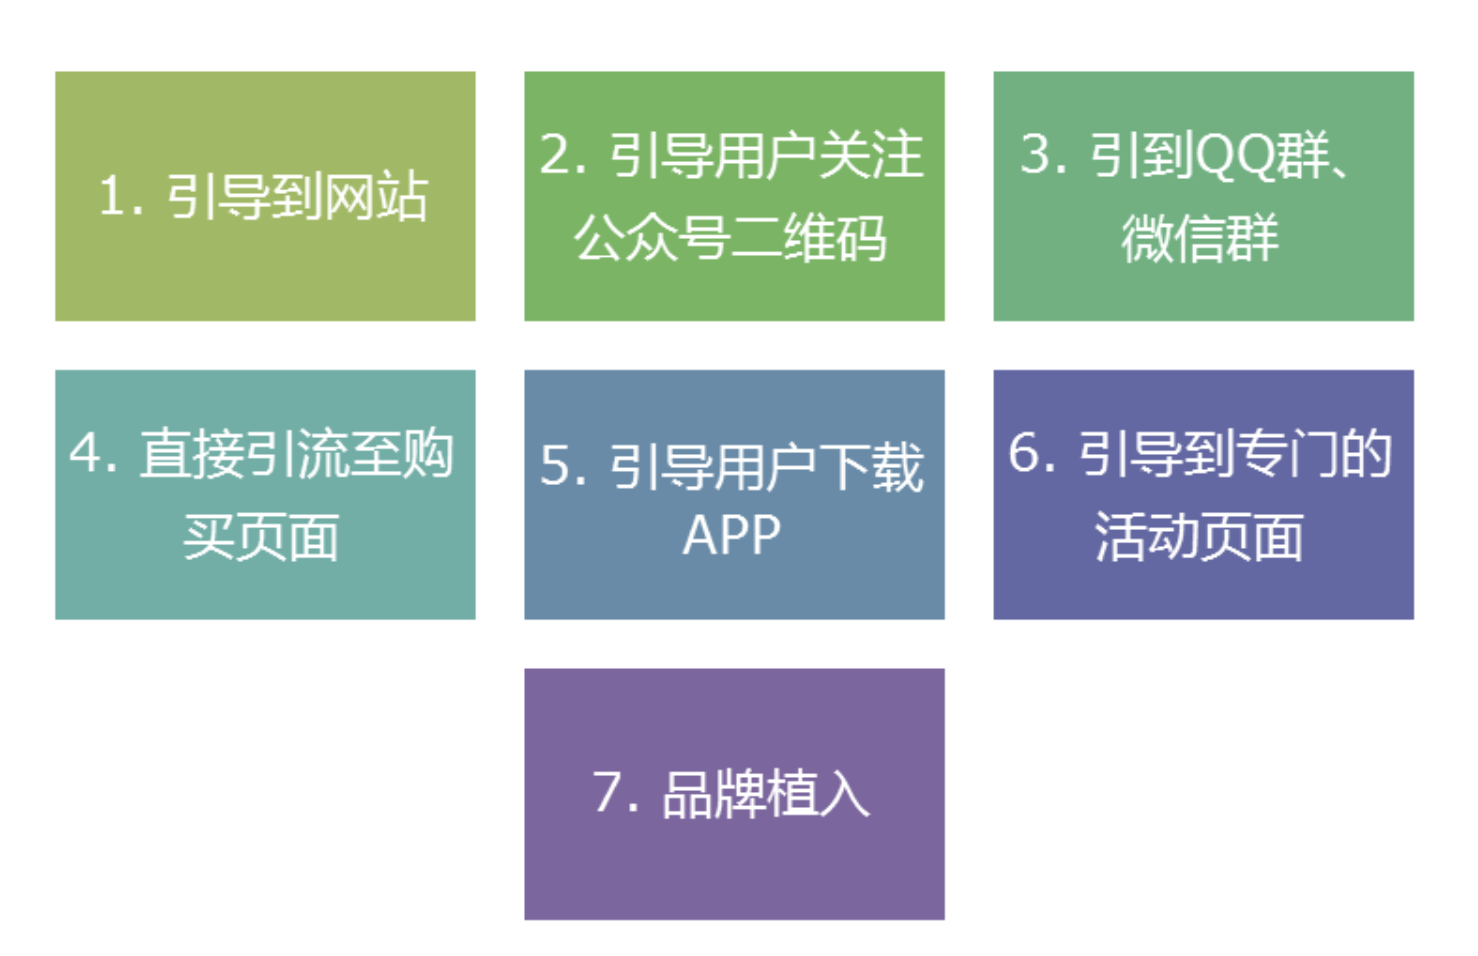 1. 引导到网站
2. 引导用户关注
公众号二维码
3. 引到QQ群、
微信群
4. 直接引流至购
买页面
5. 引导用户下载
APP
6. 引导到专门的
活动页面
7. 品牌植入